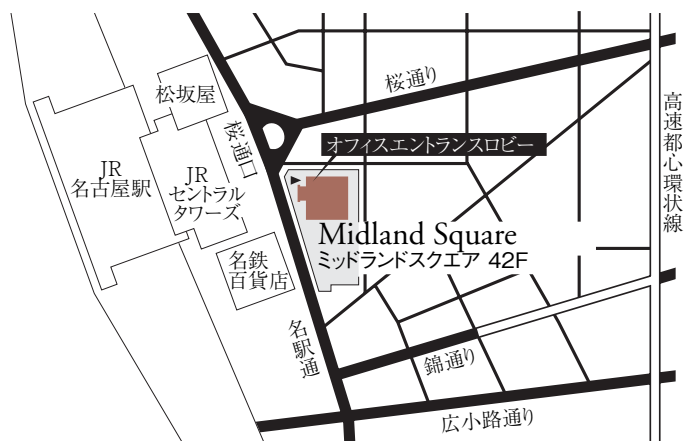 松坂屋
桜通り
桜通口
オフィスエントランスロビー
高速都心環状線
JR
名古屋駅
JR
セントラル
タワーズ
Midland Square
ミッドランドスクエア 42F
名鉄
百貨店
名駅通
錦通り
広小路通り